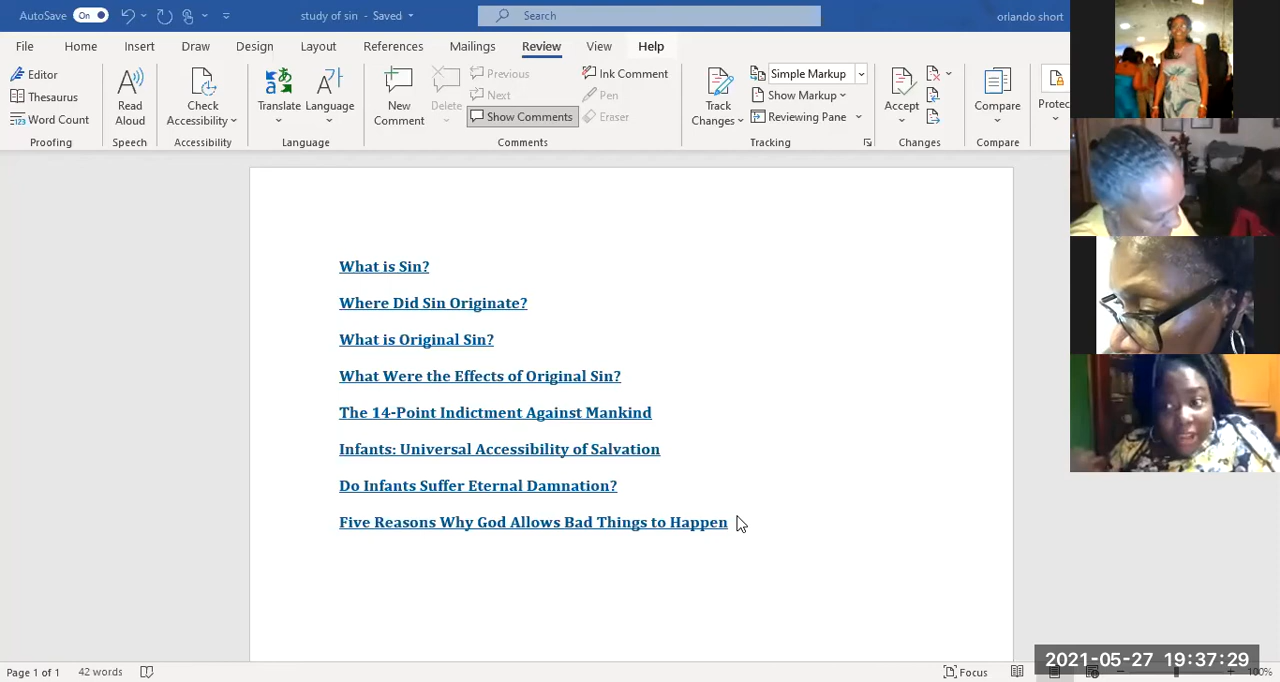 AutoSave On study of sin - Saved Search orlando short
File Home Insert Draw Design Layout References Mailings Review View Help
Editor
Thesaurus
Word Count
Proofing
Read Aloud
Speech
Check Accessibility
Accessibility
Translate Language
Language
New Comment
Delete
Previous
Next
Show Comments
Ink Comment
Pen
Eraser
Comments
Track Changes
Simple Markup
Show Markup
Reviewing Pane
Tracking
Accept
Changes
Compare
Compare
Protec
What is Sin?
Where Did Sin Originate?
What is Original Sin?
What Were the Effects of Original Sin?
The 14-Point Indictment Against Mankind
Infants: Universal Accessibility of Salvation
Do Infants Suffer Eternal Damnation?
Five Reasons Why God Allows Bad Things to Happen
Page 1 of 1 42 words Focus 100%
2021-05-27 19:37:29